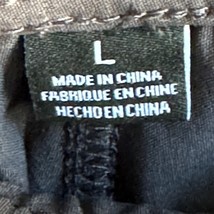 L
MADE IN CHINA
FABRIQUE EN CHINE
HECHO EN CHINA